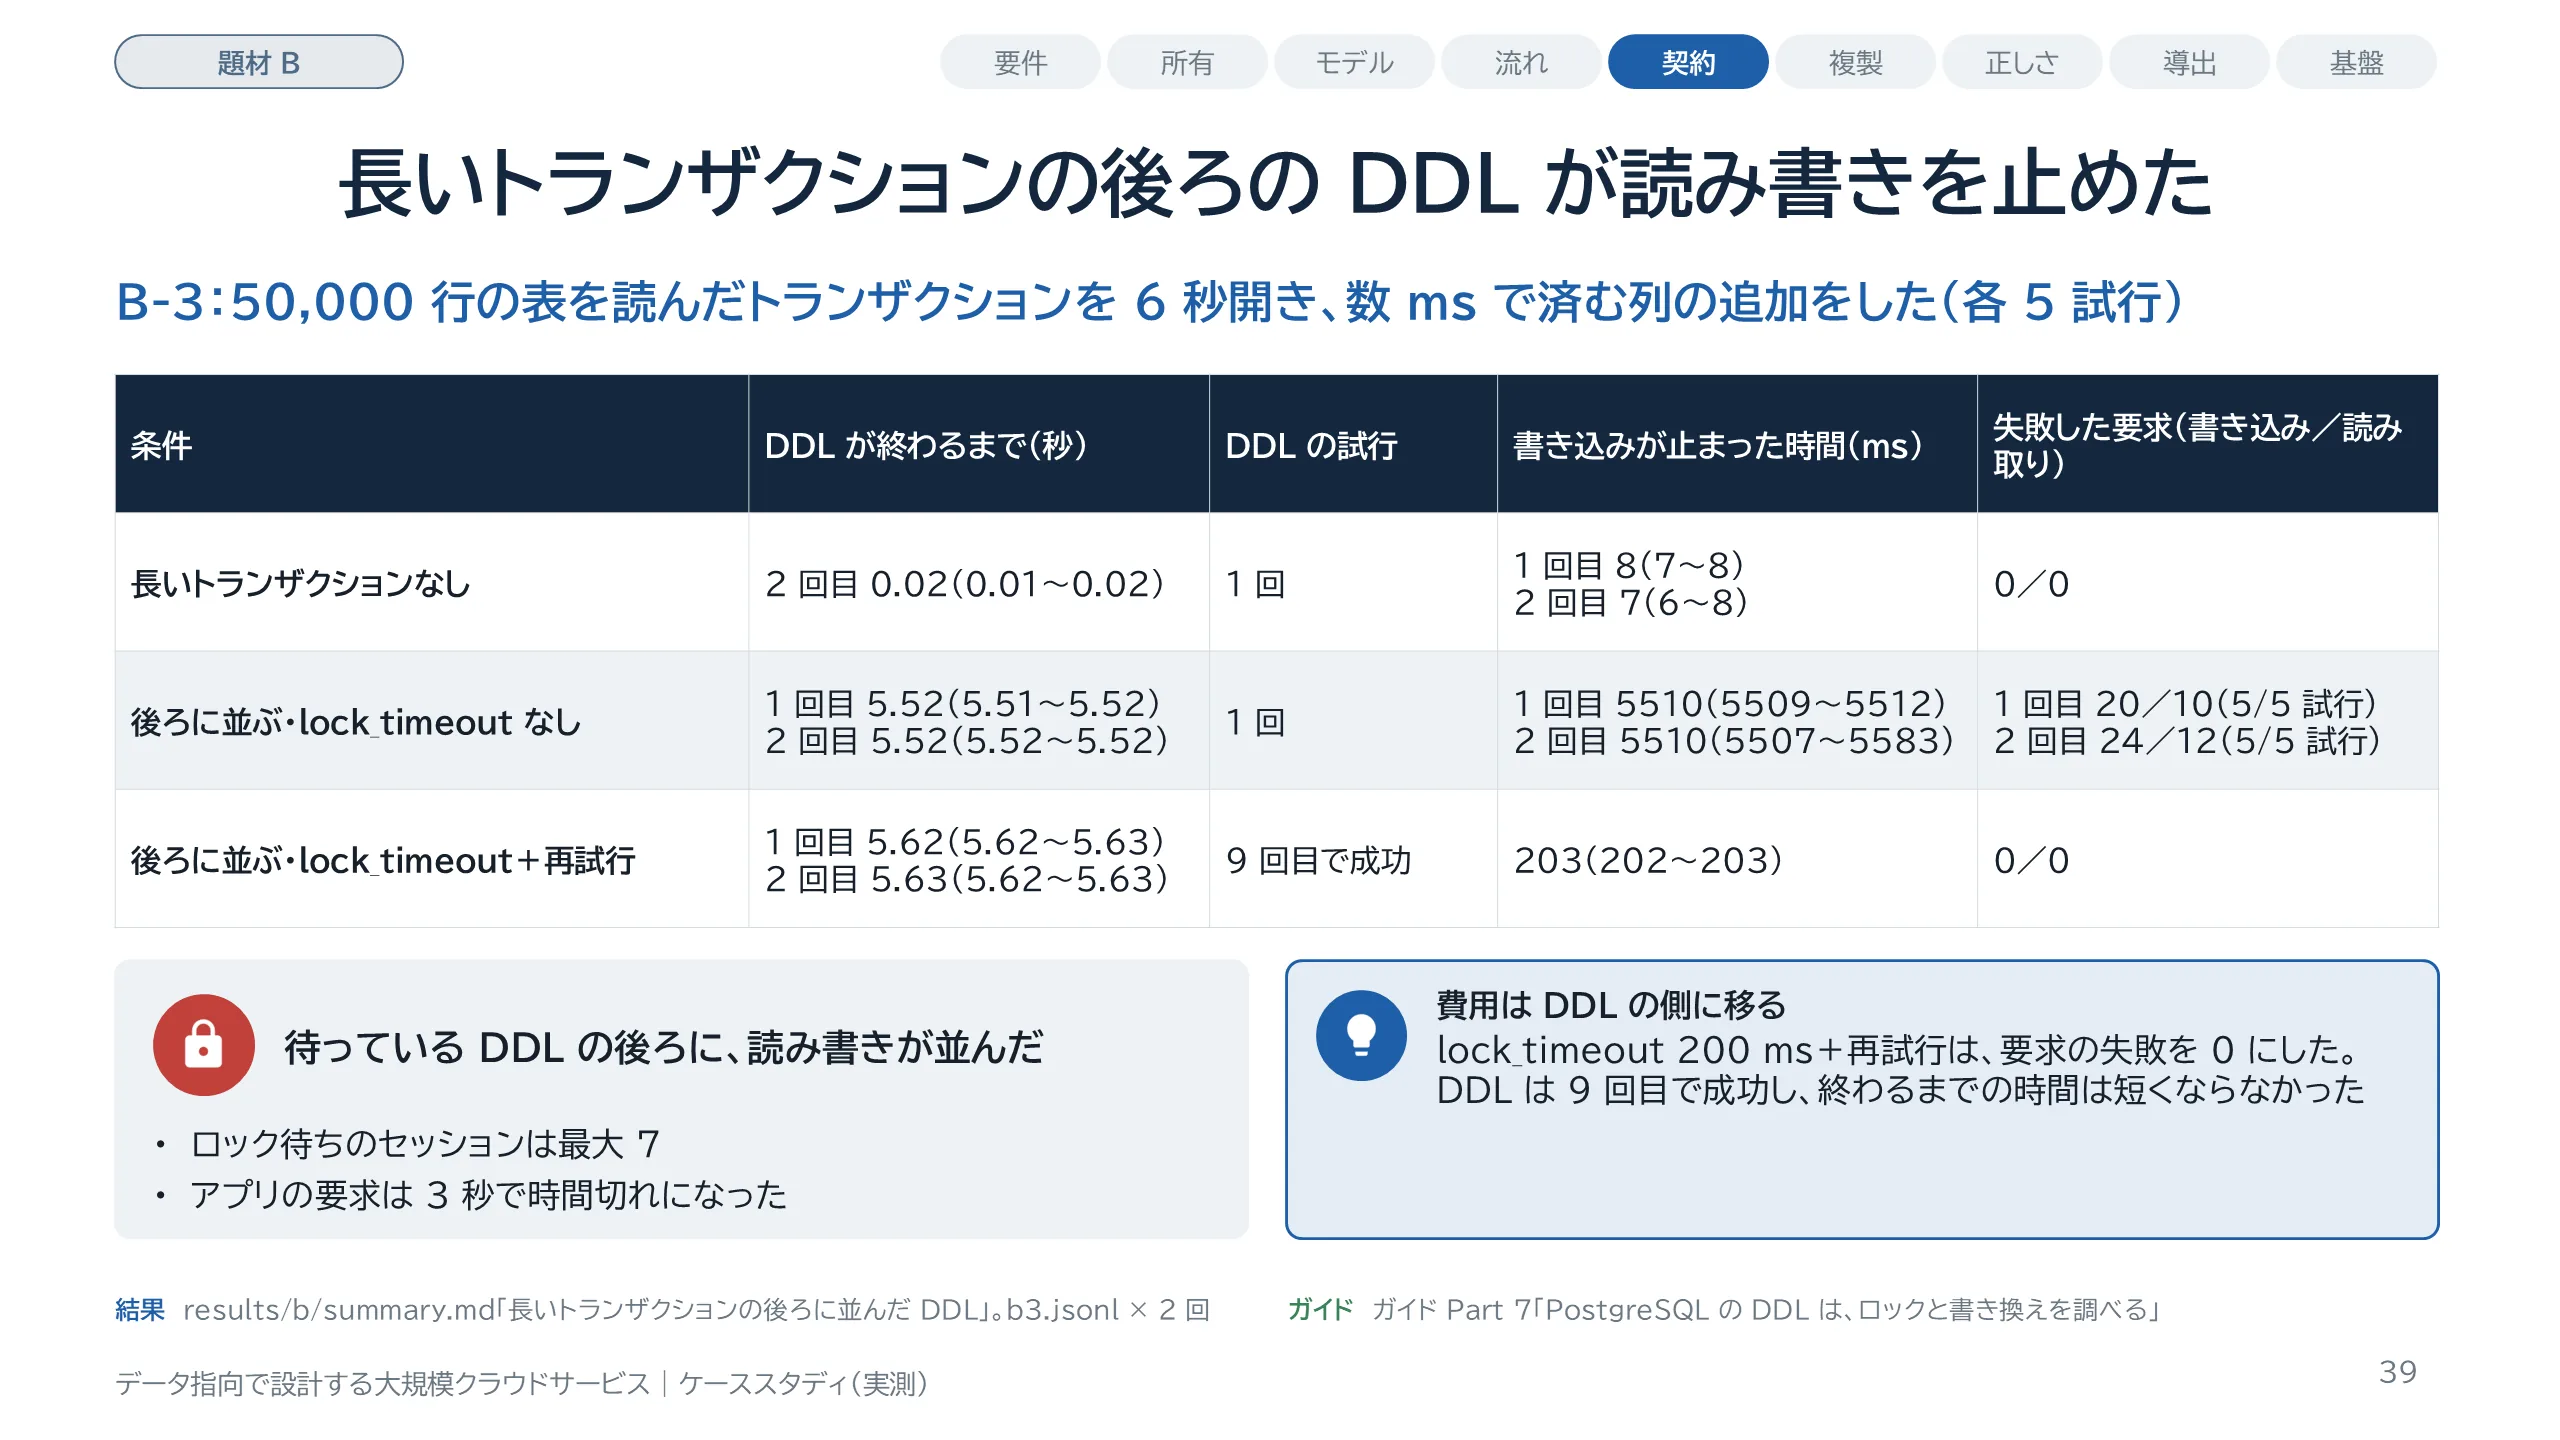 題材 B
要件
所有
モデル
流れ
契約
複製
正しさ
導出
基盤
長いトランザクションの後ろの DDL が読み書きを止めた
B-3：50,000 行の表を読んだトランザクションを 6 秒開き、数 ms で済む列の追加をした（各 5 試行）
条件
DDL が終わるまで（秒）
DDL の試行
書き込みが止まった時間（ms）
失敗した要求（書き込み／読み
取り）
長いトランザクションなし
2 回目 0.02（0.01〜0.02）
1 回
1 回目 8（7〜8）
2 回目 7（6〜8）
0／0
後ろに並ぶ・lock_timeout なし
1 回目 5.52（5.51〜5.52）
2 回目 5.52（5.52〜5.52）
1 回
1 回目 5510（5509〜5512）
2 回目 5510（5507〜5583）
1 回目 20／10（5/5 試行）
2 回目 24／12（5/5 試行）
後ろに並ぶ・lock_timeout＋再試行
1 回目 5.62（5.62〜5.63）
2 回目 5.63（5.62〜5.63）
9 回目で成功
203（202〜203）
0／0
待っている DDL の後ろに、読み書きが並んだ
• ロック待ちのセッションは最大 7
• アプリの要求は 3 秒で時間切れになった
費用は DDL の側に移る
lock_timeout 200 ms＋再試行は、要求の失敗を 0 にした。
DDL は 9 回目で成功し、終わるまでの時間は短くならなかった
結果 results/b/summary.md「長いトランザクションの後ろに並んだ DDL」。b3.jsonl × 2 回
ガイド ガイド Part 7「PostgreSQL の DDL は、ロックと書き換えを調べる」
データ指向で設計する大規模クラウドサービス｜ケーススタディ（実測）
39